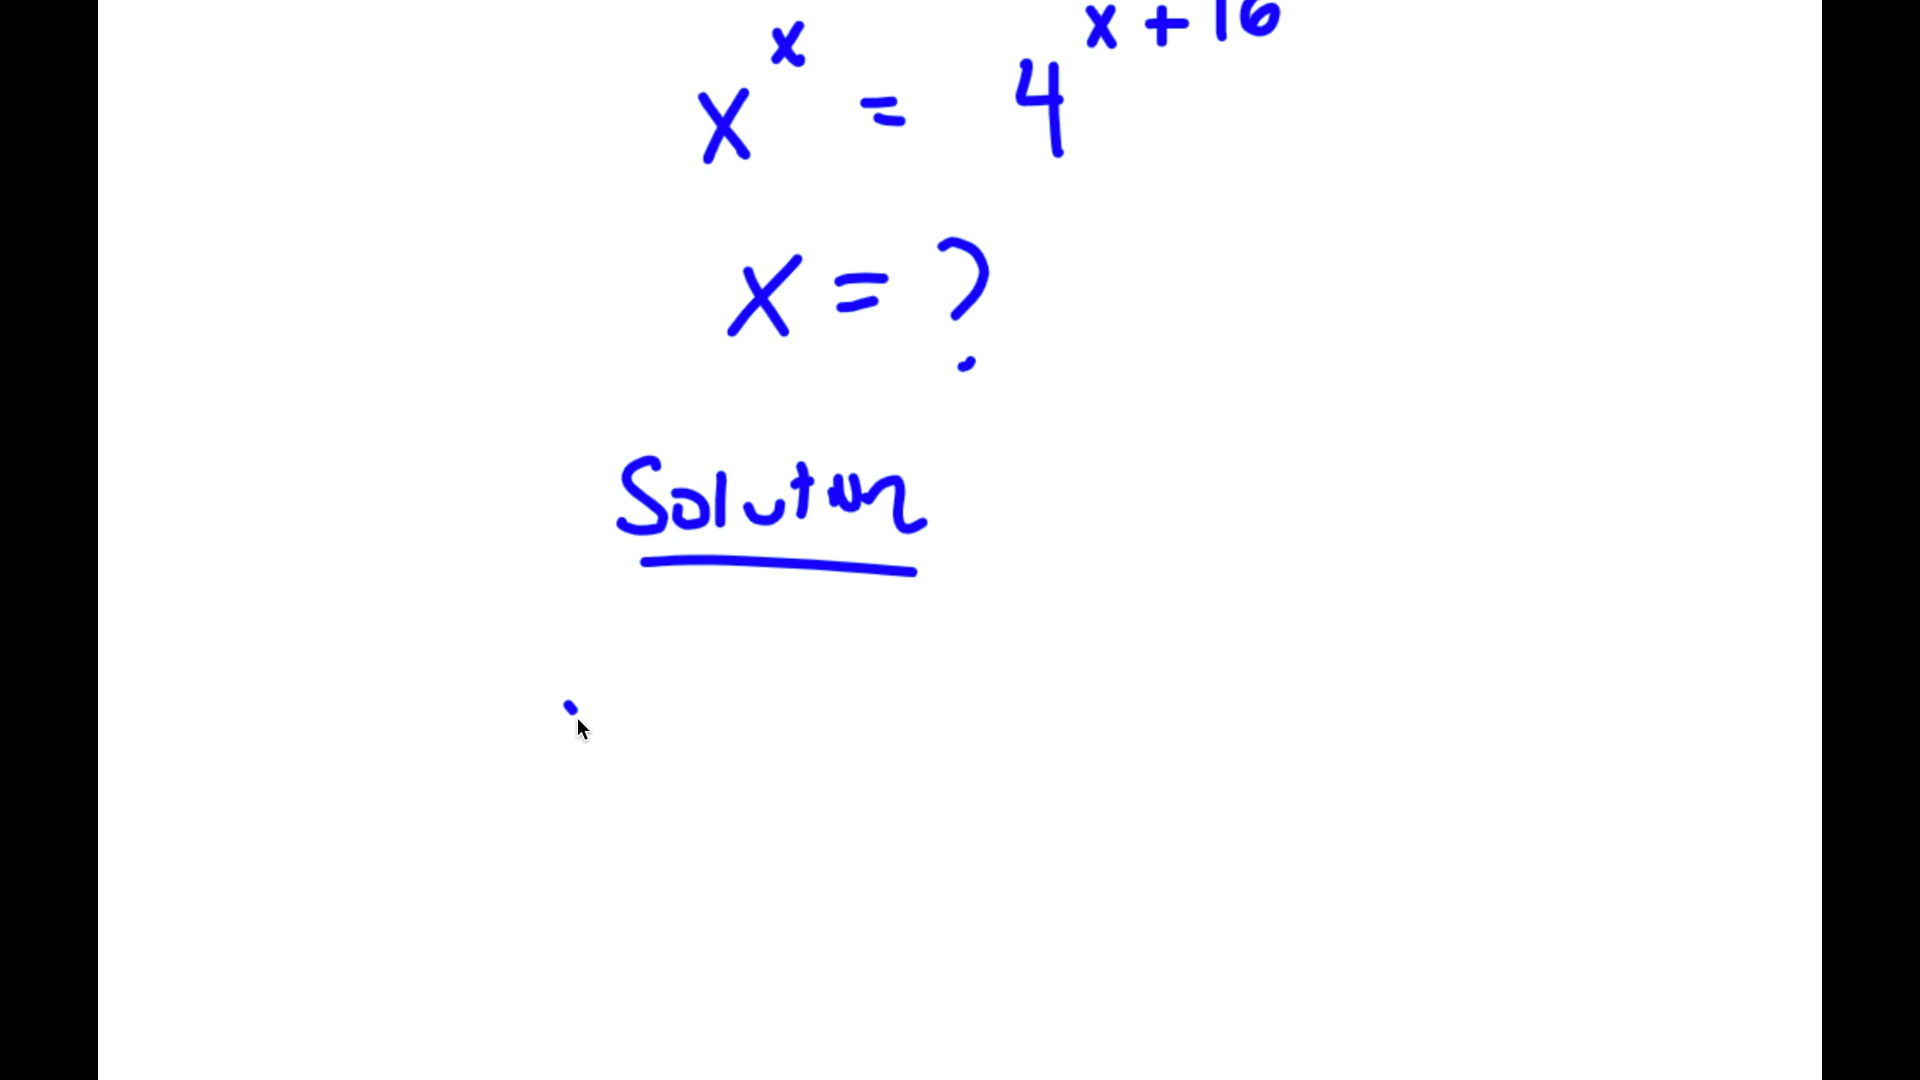 x^x = 4^{x+16}
x = ?
Solution